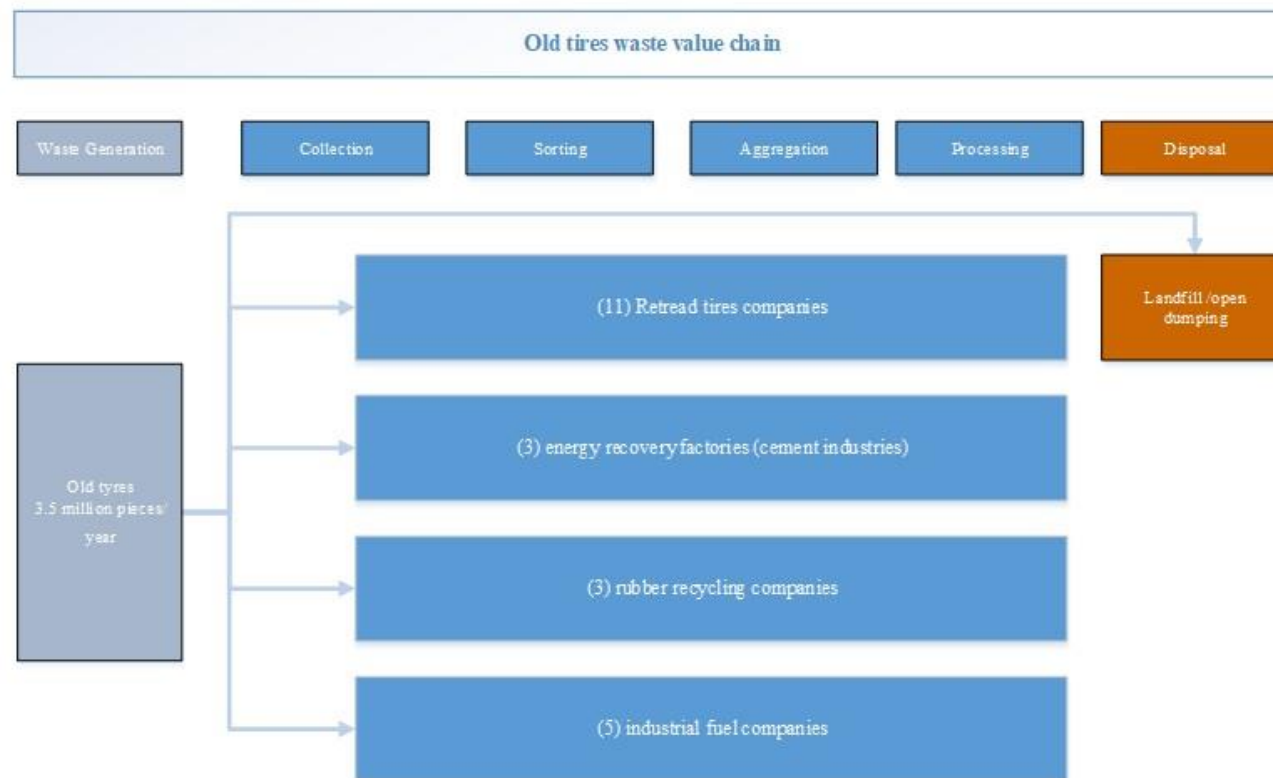 Old tires waste value chain
Waste Generation
Collection
Sorting
Aggregation
Processing
Disposal
(11) Retread tires companies
Landfill /open
dumping
(3) energy recovery factories (cement industries)
Old tyres
3.5 million pieces/
year
(3) rubber recycling companies
(5) industrial fuel companies